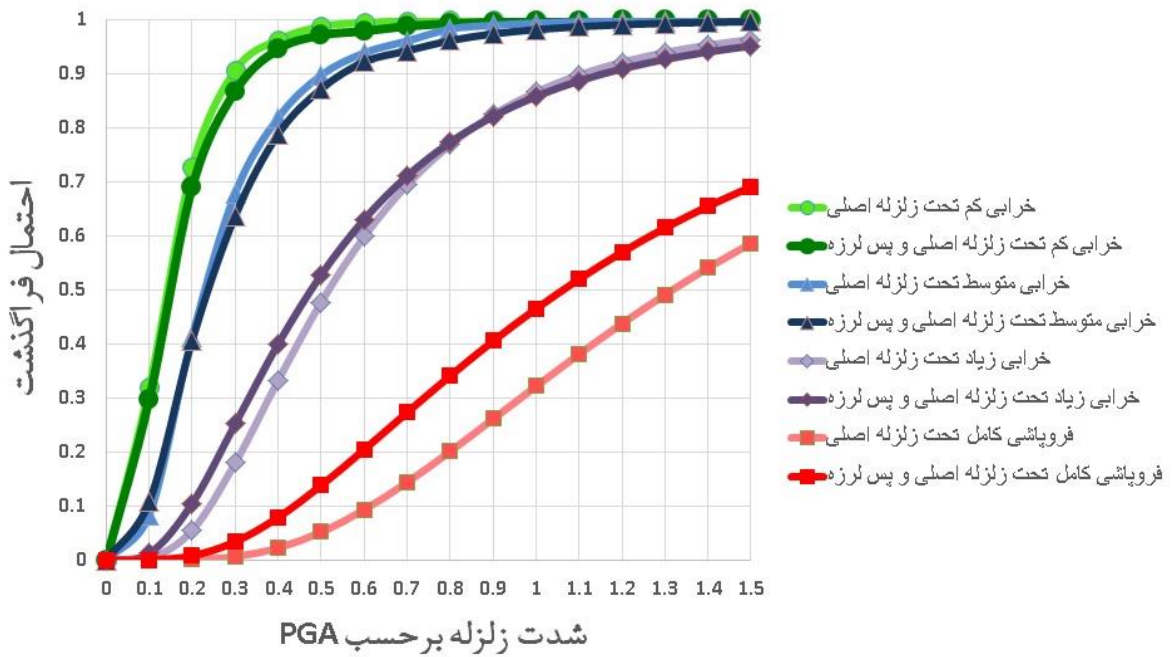 احتمال فراگذشت
1
0.9
0.8
0.7
0.6
0.5
0.4
0.3
0.2
0.1
0
0 0.1 0.2 0.3 0.4 0.5 0.6 0.7 0.8 0.9 1 1.1 1.2 1.3 1.4 1.5
شدت زلزله برحسب PGA
خرابی کم تحت زلزله اصلی
خرابی کم تحت زلزله اصلی و پس لرزه
خرابی متوسط تحت زلزله اصلی
خرابی متوسط تحت زلزله اصلی و پس لرزه
خرابی زیاد تحت زلزله اصلی
خرابی زیاد تحت زلزله اصلی و پس لرزه
فروپاشی کامل تحت زلزله اصلی
فروپاشی کامل تحت زلزله اصلی و پس لرزه